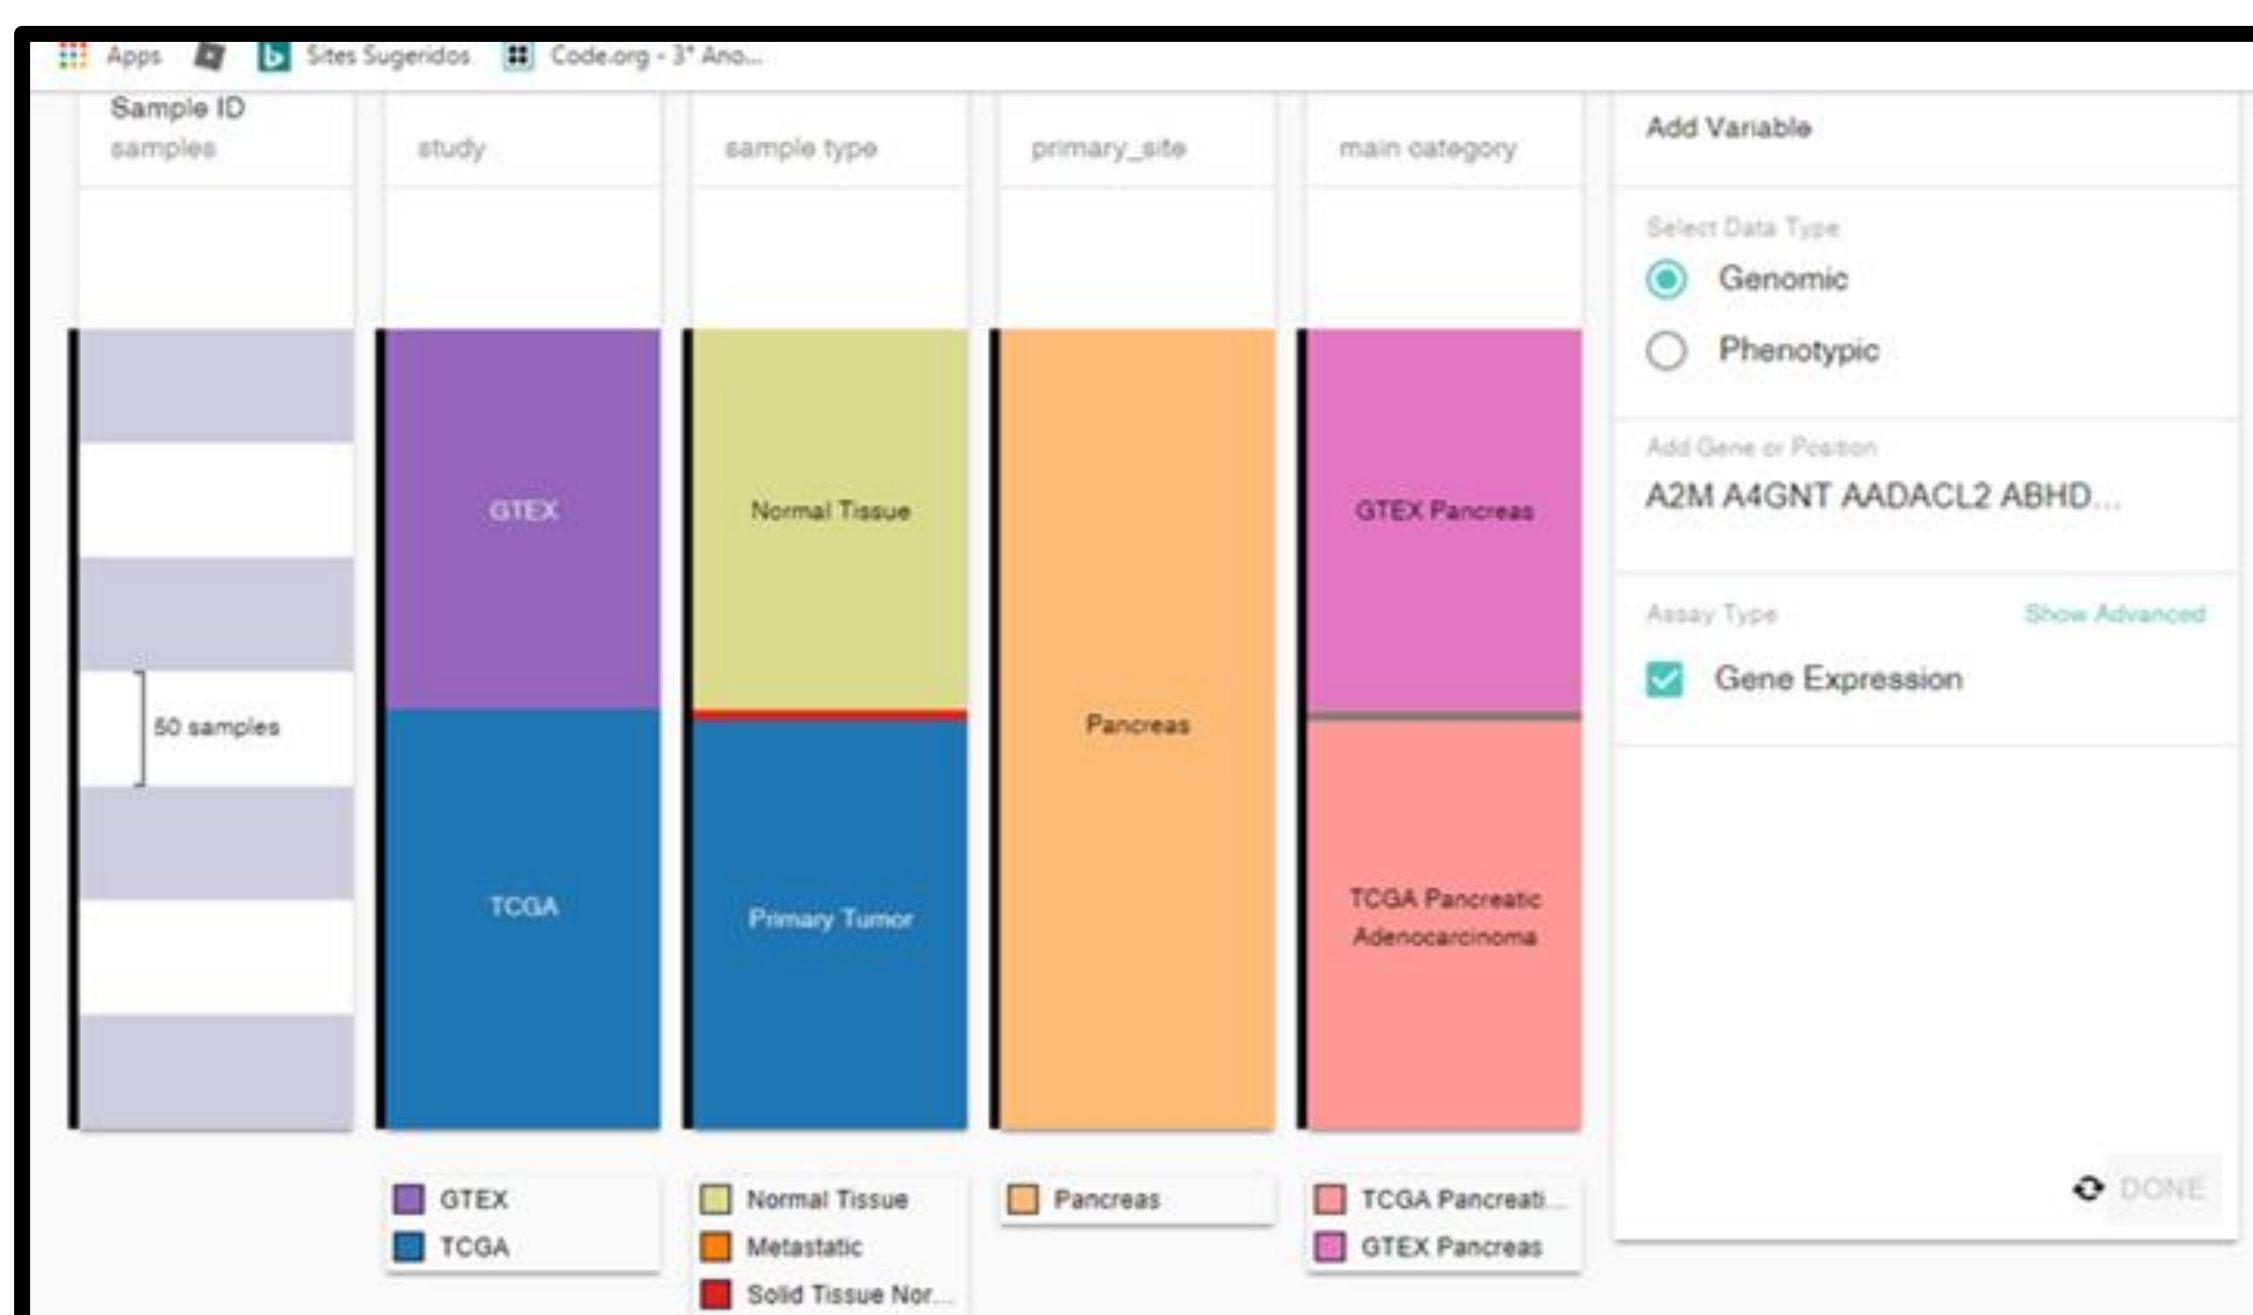 Apps Sites Sugeridos Code.org - 3° Ano...
Sample ID
samples
study
sample type
primary_site
main category
Add Variable
Select Data Type
Genomic
Phenotypic
Add Gene or Position
A2M A4GNT AADACL2 ABHD...
Assay Type Show Advanced
Gene Expression
50 samples
GTEX
TCGA
Normal Tissue
Primary Tumor
Pancreas
GTEX Pancreas
TCGA Pancreatic
Adenocarcinoma
GTEX
TCGA
Normal Tissue
Metastatic
Solid Tissue Nor...
Pancreas
TCGA Pancreati...
GTEX Pancreas
DONE